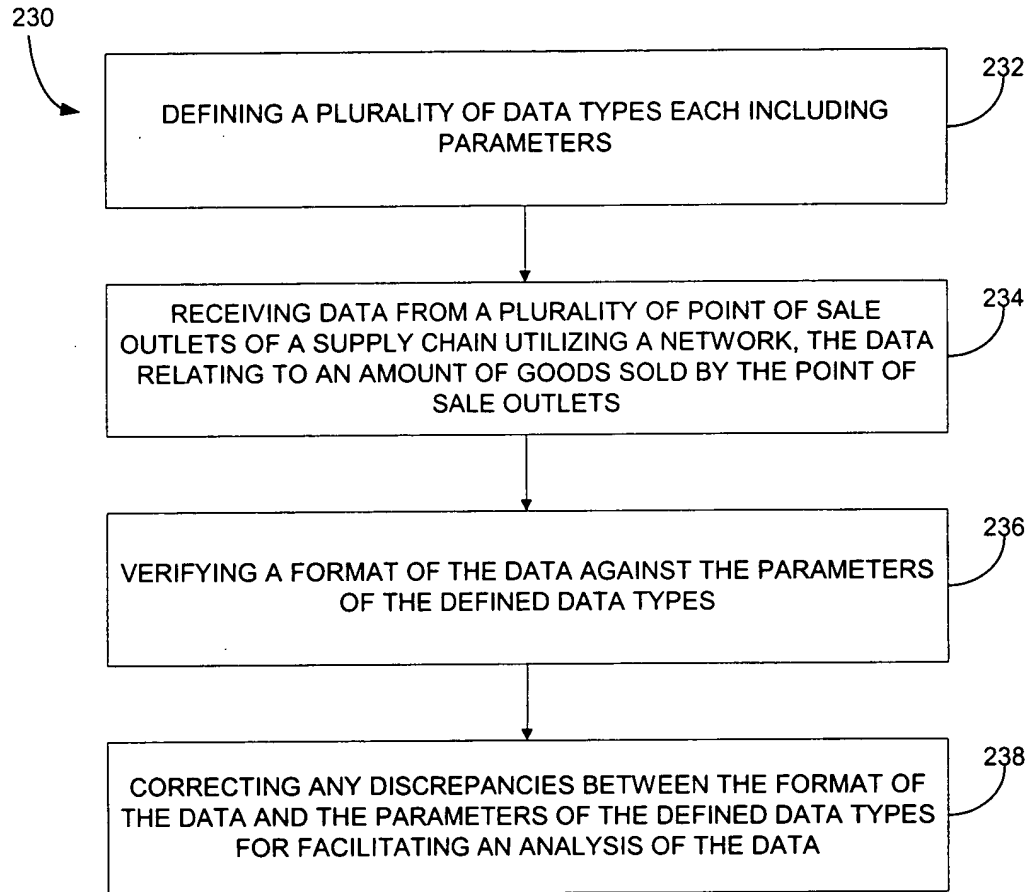 230
232
DEFINING A PLURALITY OF DATA TYPES EACH INCLUDING
PARAMETERS
234
RECEIVING DATA FROM A PLURALITY OF POINT OF SALE
OUTLETS OF A SUPPLY CHAIN UTILIZING A NETWORK, THE DATA
RELATING TO AN AMOUNT OF GOODS SOLD BY THE POINT OF
SALE OUTLETS
236
VERIFYING A FORMAT OF THE DATA AGAINST THE PARAMETERS
OF THE DEFINED DATA TYPES
238
CORRECTING ANY DISCREPANCIES BETWEEN THE FORMAT OF
THE DATA AND THE PARAMETERS OF THE DEFINED DATA TYPES
FOR FACILITATING AN ANALYSIS OF THE DATA